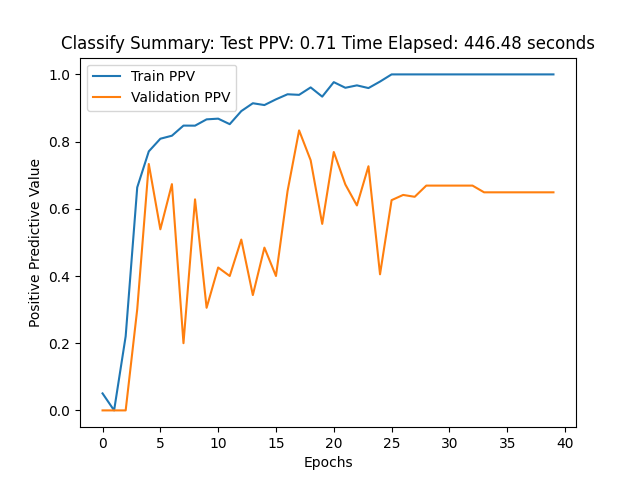 Classify Summary: Test PPV: 0.71 Time Elapsed: 446.48 seconds
Train PPV
Validation PPV
Positive Predictive Value
1.0
0.8
0.6
0.4
0.2
0.0
0 5 10 15 20 25 30 35 40
Epochs